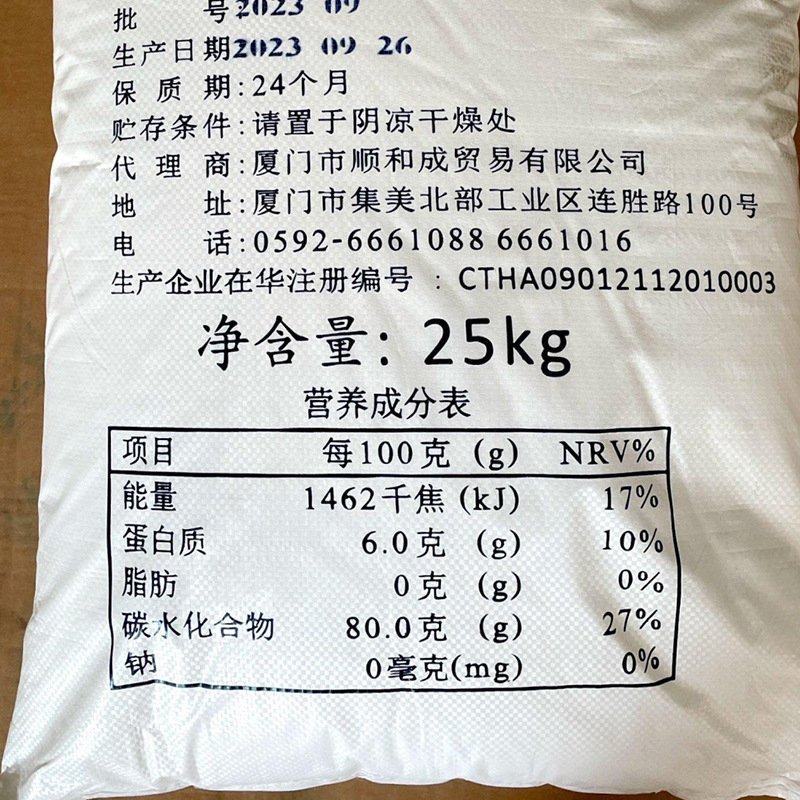 批 号:2023 09
生产日期2023 09 26
保质期:24个月
贮存条件:请置于阴凉干燥处
代理商:厦门市顺和成贸易有限公司
地址:厦门市集美北部工业区连胜路100号
电话:0592-6661088 6661016
生产企业在华注册编号 : CTHA09012112010003
净含量: 25kg
营养成分表
项目 每100克 (g) NRV%
能量 1462千焦 (kJ) 17%
蛋白质 6.0克 (g) 10%
脂肪 0克 (g) 0%
碳水化合物 80.0克 (g) 27%
钠 0毫克(mg) 0%